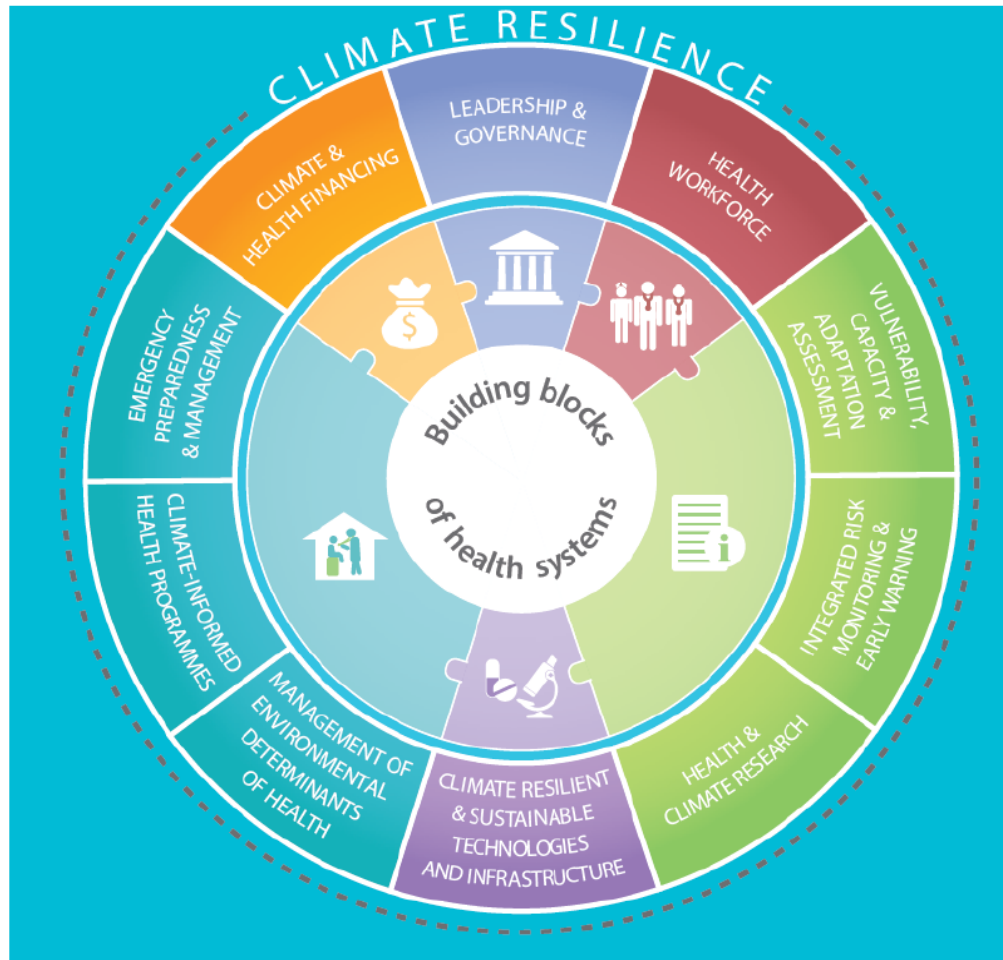 CLIMATE RESILIENCE
LEADERSHIP &
GOVERNANCE
HEALTH
WORKFORCE
VULNERABILITY,
CAPACITY &
ADAPTATION
ASSESSMENT
INTEGRATED RISK
MONITORING &
EARLY WARNING
HEALTH &
CLIMATE RESEARCH
CLIMATE RESILIENT
& SUSTAINABLE
TECHNOLOGIES
AND INFRASTRUCTURE
MANAGEMENT OF
ENVIRONMENTAL
DETERMINANTS
OF HEALTH
CLIMATE-INFORMED
HEALTH PROGRAMMES
EMERGENCY
PREPAREDNESS
& MANAGEMENT
CLIMATE &
HEALTH FINANCING
$
i
Building blocks
of health systems